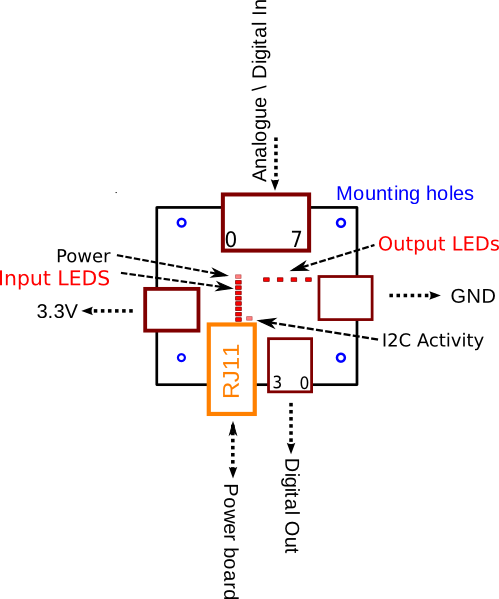 Analogue \ Digital In
Mounting holes
0 7
Output LEDs
Power
Input LEDS
GND
3.3V
I2C Activity
RJ11
3 0
Digital Out
Power board